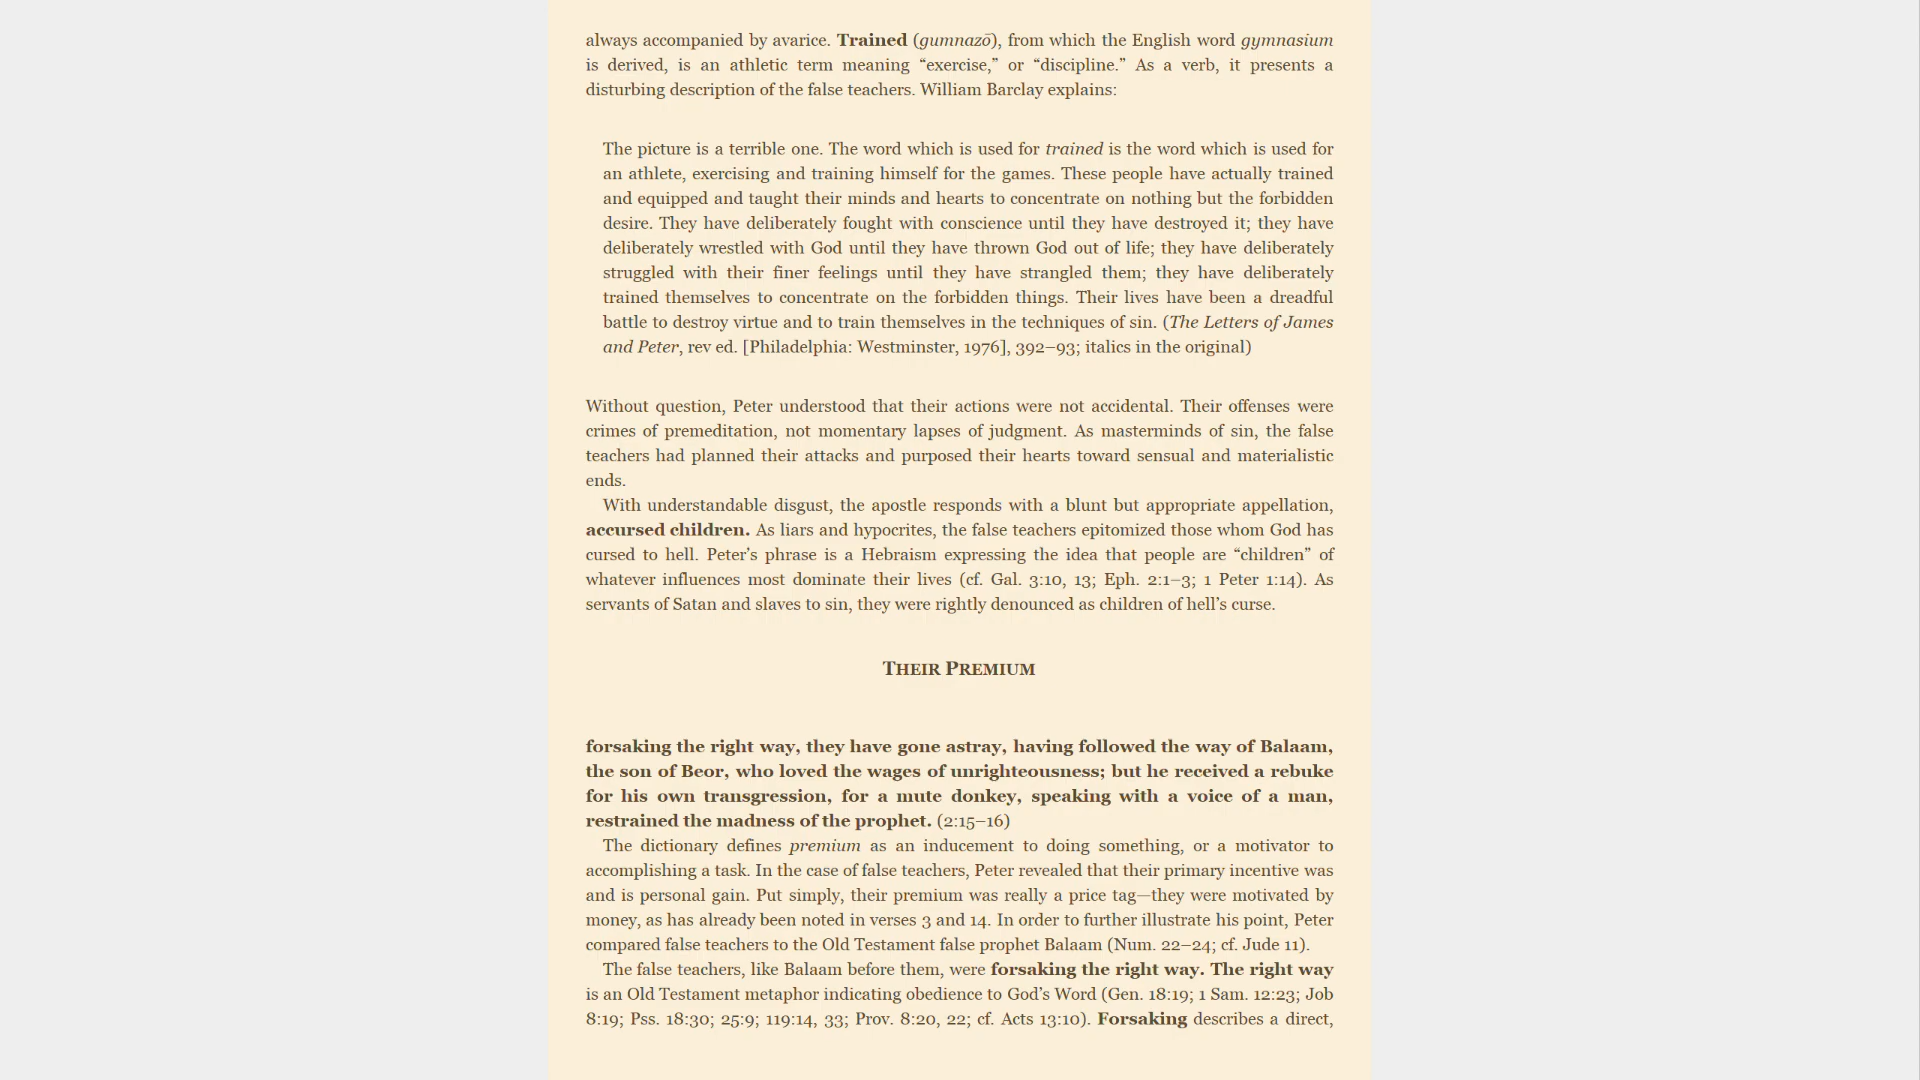 always accompanied by avarice. Trained (gumnazō), from which the English word gymnasium
is derived, is an athletic term meaning “exercise,” or “discipline.” As a verb, it presents a
disturbing description of the false teachers. William Barclay explains:
The picture is a terrible one. The word which is used for trained is the word which is used for
an athlete, exercising and training himself for the games. These people have actually trained
and equipped and taught their minds and hearts to concentrate on nothing but the forbidden
desire. They have deliberately fought with conscience until they have destroyed it; they have
deliberately wrestled with God until they have thrown God out of life; they have deliberately
struggled with their finer feelings until they have strangled them; they have deliberately
trained themselves to concentrate on the forbidden things. Their lives have been a dreadful
battle to destroy virtue and to train themselves in the techniques of sin. (The Letters of James
and Peter, rev ed. [Philadelphia: Westminster, 1976], 392–93; italics in the original)
Without question, Peter understood that their actions were not accidental. Their offenses were
crimes of premeditation, not momentary lapses of judgment. As masterminds of sin, the false
teachers had planned their attacks and purposed their hearts toward sensual and materialistic
ends.
With understandable disgust, the apostle responds with a blunt but appropriate appellation,
accursed children. As liars and hypocrites, the false teachers epitomized those whom God has
cursed to hell. Peter’s phrase is a Hebraism expressing the idea that people are “children” of
whatever influences most dominate their lives (cf. Gal. 3:10, 13; Eph. 2:1–3; 1 Peter 1:14). As
servants of Satan and slaves to sin, they were rightly denounced as children of hell’s curse.
THEIR PREMIUM
forsaking the right way, they have gone astray, having followed the way of Balaam,
the son of Beor, who loved the wages of unrighteousness; but he received a rebuke
for his own transgression, for a mute donkey, speaking with a voice of a man,
restrained the madness of the prophet. (2:15–16)
The dictionary defines premium as an inducement to doing something, or a motivator to
accomplishing a task. In the case of false teachers, Peter revealed that their primary incentive was
and is personal gain. Put simply, their premium was really a price tag—they were motivated by
money, as has already been noted in verses 3 and 14. In order to further illustrate his point, Peter
compared false teachers to the Old Testament false prophet Balaam (Num. 22–24; cf. Jude 11).
The false teachers, like Balaam before them, were forsaking the right way. The right way
is an Old Testament metaphor indicating obedience to God’s Word (Gen. 18:19; 1 Sam. 12:23; Job
8:19; Pss. 18:30; 25:9; 119:14, 33; Prov. 8:20, 22; cf. Acts 13:10). Forsaking describes a direct,